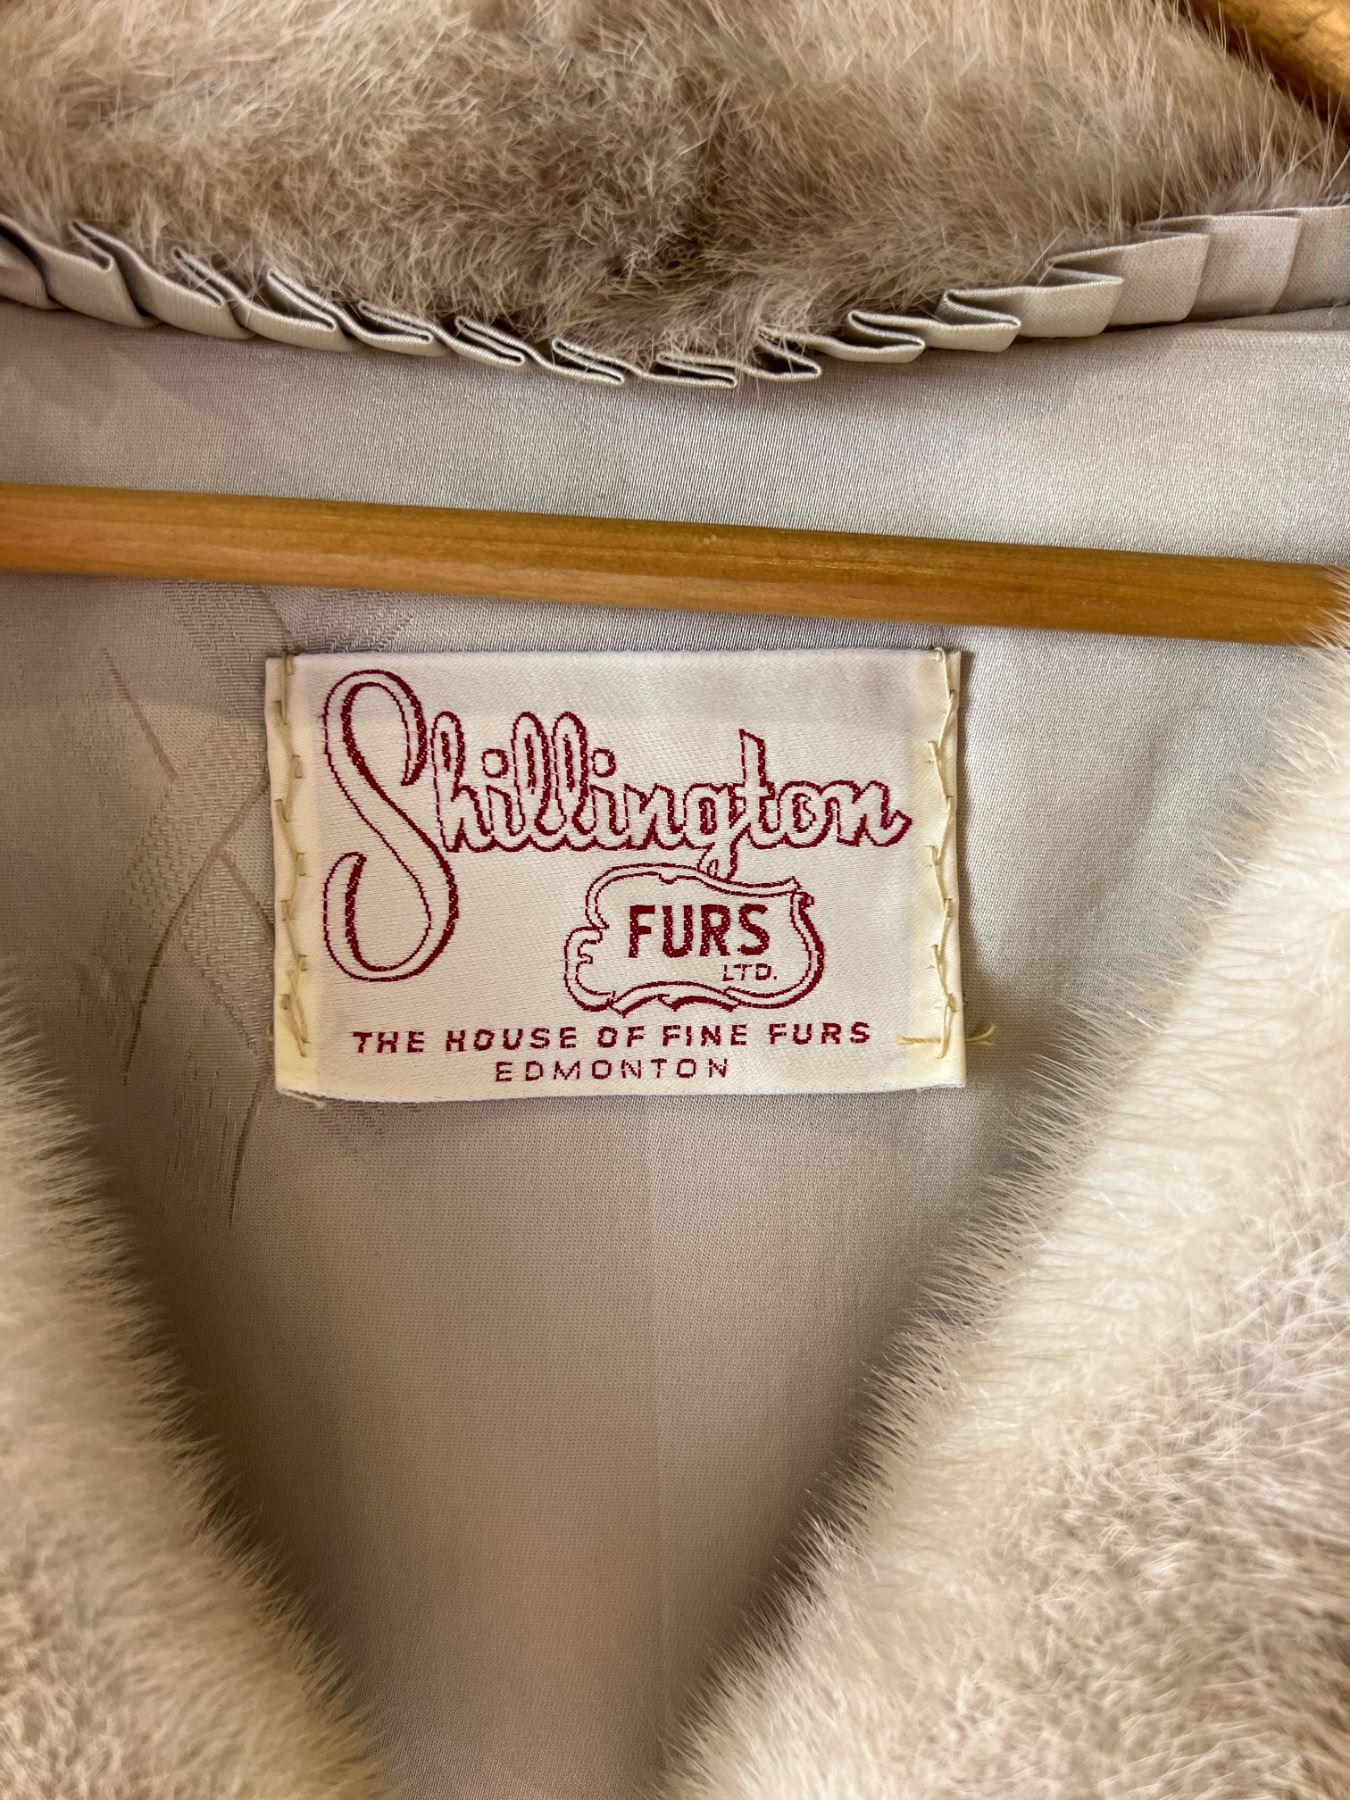 Shillington
FURS
LTD.
THE HOUSE OF FINE FURS
EDMONTON